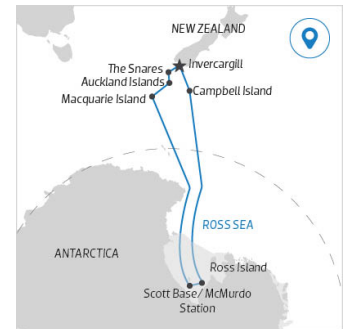 NEW ZEALAND
The Snares
Invercargill
Auckland Islands
Macquarie Island
Campbell Island
ROSS SEA
ANTARCTICA
Ross Island
Scott Base/ McMurdo
Station